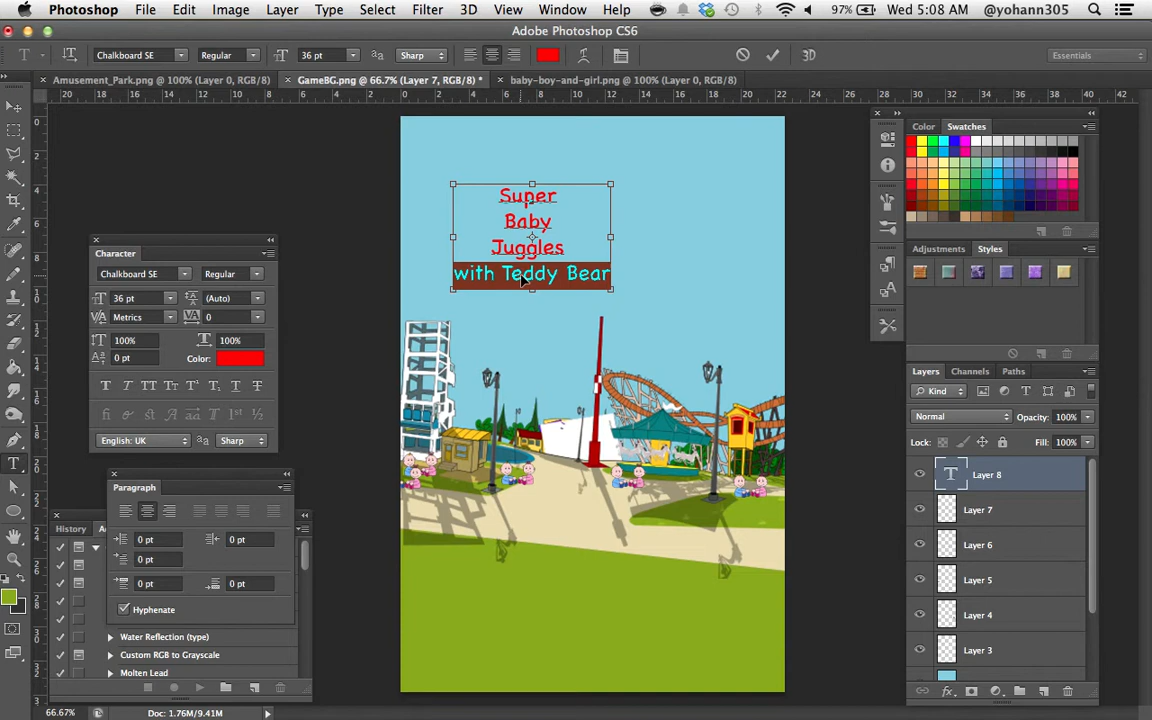 Photoshop File Edit Image Layer Type Select Filter 3D View Window Help 97% Wed 5:08 AM @yohann305
Adobe Photoshop CS6
T Chalkboard SE Regular 36 pt Sharp 3D Essentials
Amusement_Park.png @ 100% (Layer 0, RGB/8) GameBG.png @ 66.7% (Layer 7, RGB/8) * baby-boy-and-girl.png @ 100% (Layer 0, RGB/8)
Color Swatches
Super
Baby
Juggles
with Teddy Bear
Adjustments Styles
Character
Chalkboard SE Regular
36 pt (Auto)
Metrics 0
100% 100%
0 pt Color:
English: UK Sharp
Paragraph
0 pt 0 pt
0 pt
0 pt 0 pt
Hyphenate
History
Water Reflection (type)
Custom RGB to Grayscale
Molten Lead
Layers Channels Paths
Kind
Normal Opacity: 100%
Lock: Fill: 100%
Layer 8
Layer 7
Layer 6
Layer 5
Layer 4
Layer 3
66.67% Doc: 1.76M/9.41M